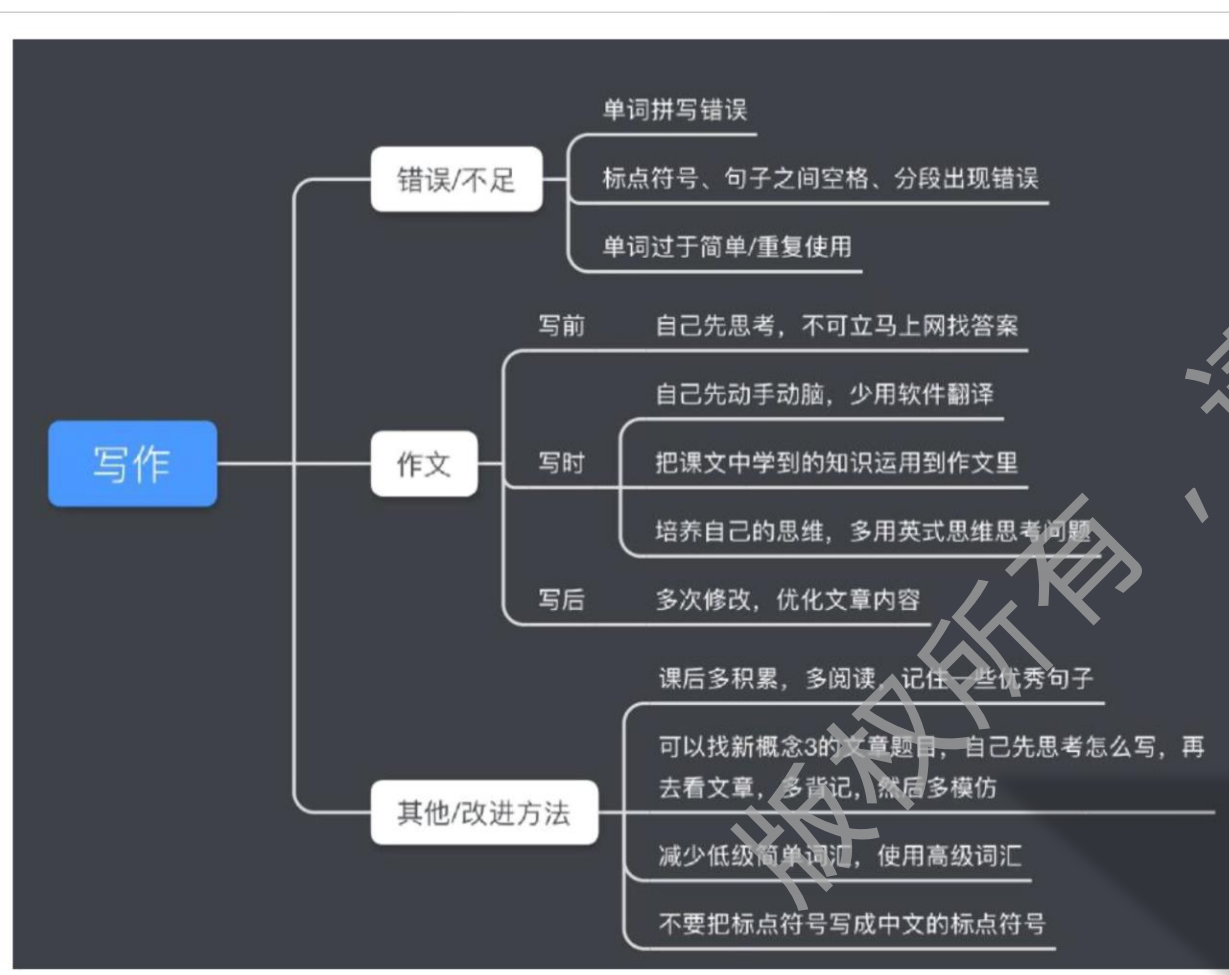 单词拼写错误
错误/不足
标点符号、句子之间空格、分段出现错误
单词过于简单/重复使用
写前
自己先思考，不可立马上网找答案
自己先动手动脑，少用软件翻译
写作
作文
写时
把课文中学到的知识运用到作文里
培养自己的思维，多用英式思维思考问题
写后
多次修改，优化文章内容
课后多积累，多阅读，记住一些优秀句子
可以找新概念3的文章题目，自己先思考怎么写，再
去看文章，多背记，然后多模仿
其他/改进方法
减少低级简单词汇，使用高级词汇
不要把标点符号写成中文的标点符号
版权所有，